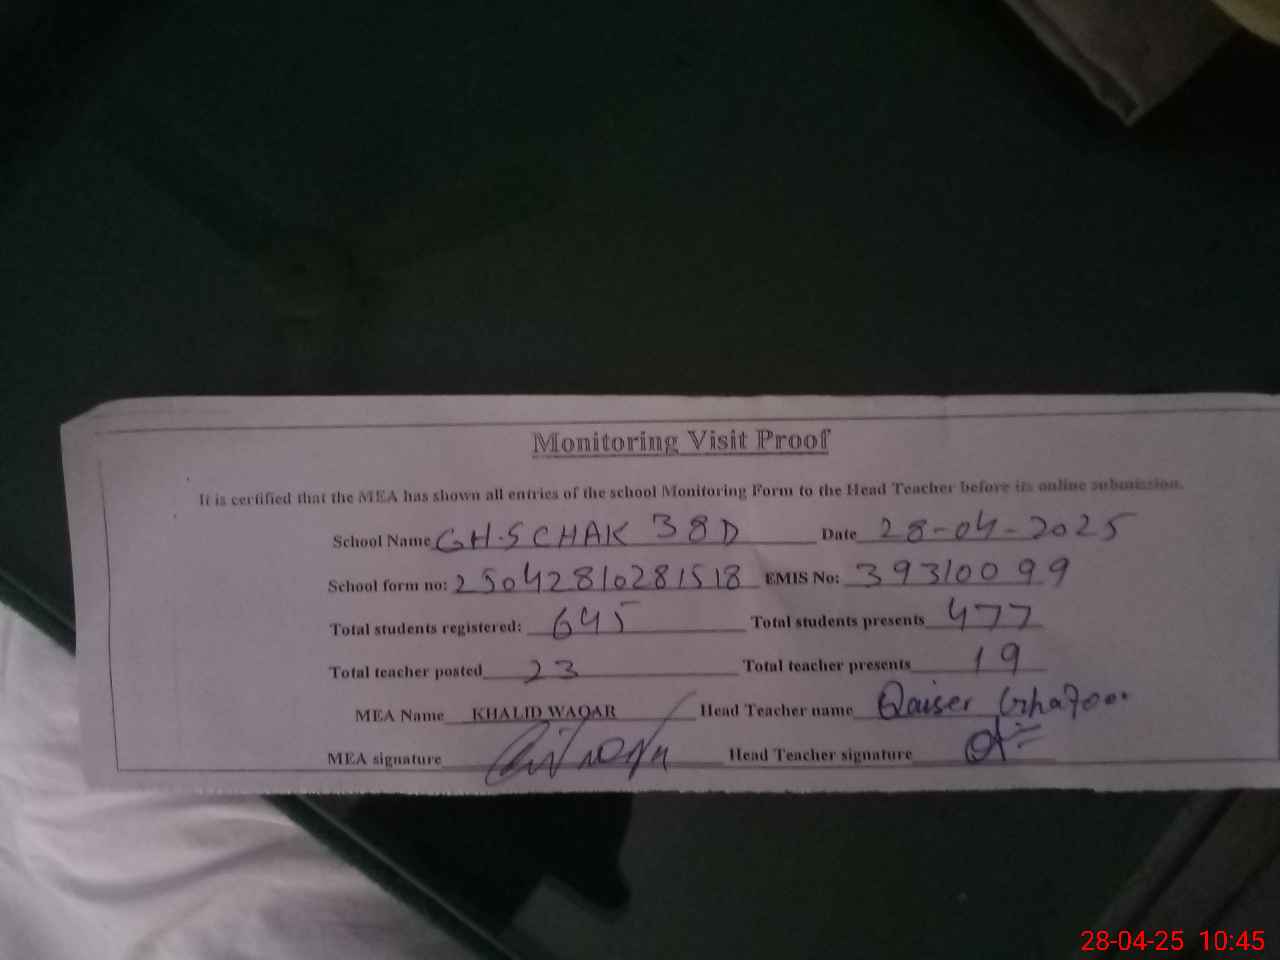 Monitoring Visit Proof
It is certified that the MEA has shown all entries of the school Monitoring Form to the Head Teacher before its online submission.
School Name GH.S CHAK 38D Date 28-04-2025
School form no: 25042810281518 EMIS No: 39310099
Total students registered: 645 Total students presents 477
Total teacher posted 23 Total teacher presents 19
MEA Name KHALID WAQAR Head Teacher name Qaiser
MEA signature Head Teacher signature
28-04-25 10:45